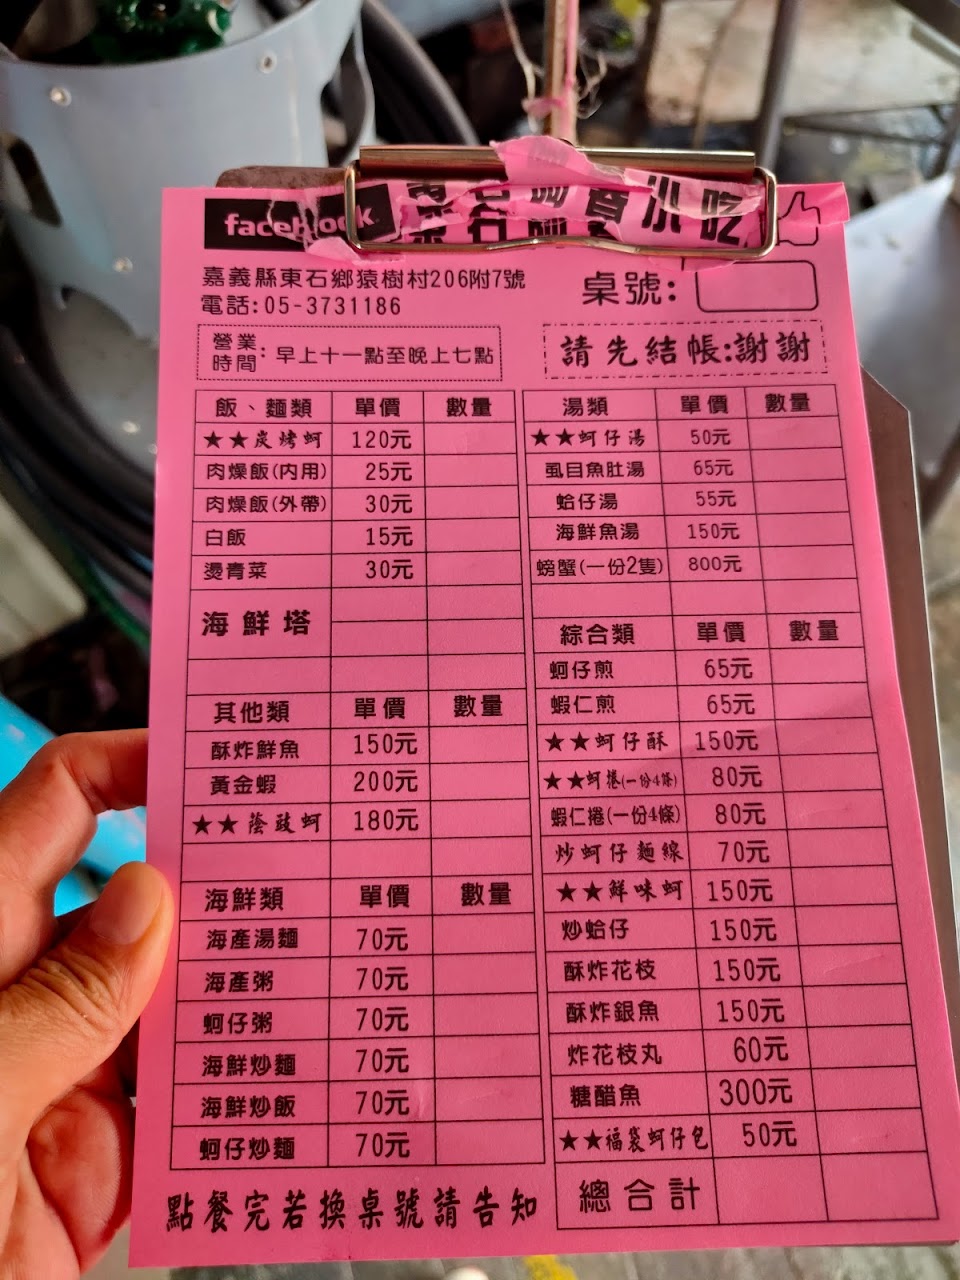 facebook 東石蚵貝小吃
嘉義縣東石鄉猿樹村206附7號
電話:05-3731186
桌號:
營業時間:早上十一點至晚上七點
請先結帳:謝謝
飯、麵類 單價 數量
★★炭烤蚵 120元
肉燥飯(內用) 25元
肉燥飯(外帶) 30元
白飯 15元
燙青菜 30元
海鮮塔
其他類 單價 數量
酥炸鮮魚 150元
黃金蝦 200元
★★蔭豉蚵 180元
海鮮類 單價 數量
海產湯麵 70元
海產粥 70元
蚵仔粥 70元
海鮮炒麵 70元
海鮮炒飯 70元
蚵仔炒麵 70元
湯類 單價 數量
★★蚵仔湯 50元
虱目魚肚湯 65元
蛤仔湯 55元
海鮮魚湯 150元
螃蟹(一份2隻) 800元
綜合類 單價 數量
蚵仔煎 65元
蝦仁煎 65元
★★蚵仔酥 150元
★★蚵捲(一份4條) 80元
蝦仁捲(一份4條) 80元
炒蚵仔麵線 70元
★★鮮味蚵 150元
炒蛤仔 150元
酥炸花枝 150元
酥炸銀魚 150元
炸花枝丸 60元
糖醋魚 300元
★★福袋蚵仔包 50元
總合計
點餐完若換桌號請告知